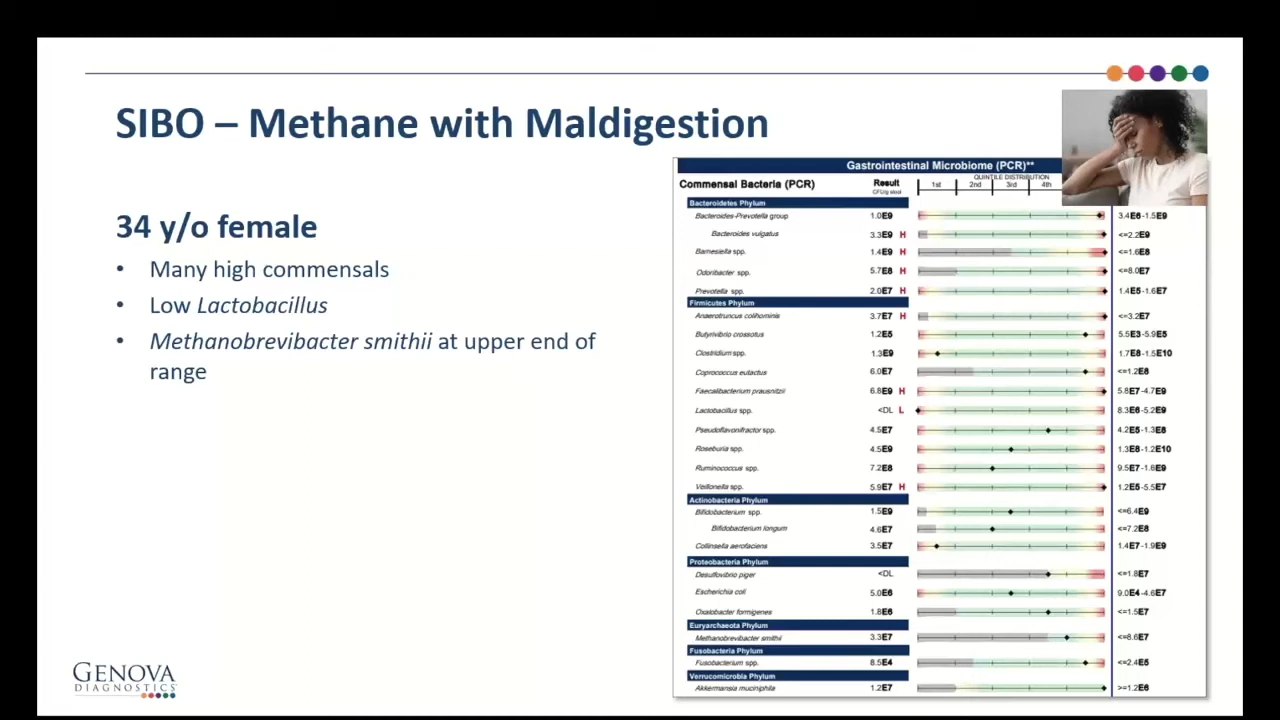 SIBO – Methane with Maldigestion
34 y/o female
• Many high commensals
• Low Lactobacillus
• Methanobrevibacter smithii at upper end of
range
GENOVA
DIAGNOSTICS
Gastrointestinal Microbiome (PCR)**
Commensal Bacteria (PCR) Result QUINTILE DISTRIBUTION
CFU/g stool 1st 2nd 3rd 4th
Bacteroidetes Phylum
Bacteroides-Prevotella group 1.0E9 3.4E6-1.5E9
Bacteroides vulgatus 3.3E9 H <=2.2E9
Barnesiella spp. 1.4E9 H <=1.6E8
Odoribacter spp. 5.7E8 H <=8.0E7
Prevotella spp. 2.0E7 H 1.4E5-1.6E7
Firmicutes Phylum
Anaerotruncus colihominis 3.7E7 H <=3.2E7
Butyrivibrio crossotus 1.2E5 5.5E3-5.9E5
Clostridium spp. 1.3E9 1.7E8-1.5E10
Coprococcus eutactus 6.0E7 <=1.2E8
Faecalibacterium prausnitzii 6.8E9 H 5.8E7-4.7E9
Lactobacillus spp. <DL L 8.3E6-5.2E9
Pseudoflavonifractor spp. 4.5E7 4.2E5-1.3E8
Roseburia spp. 4.5E9 1.3E8-1.2E10
Ruminococcus spp. 7.2E8 9.5E7-1.6E9
Veillonella spp. 5.9E7 H 1.2E5-5.5E7
Actinobacteria Phylum
Bifidobacterium spp. 1.5E9 <=6.4E9
Bifidobacterium longum 4.6E7 <=7.2E8
Collinsella aerofaciens 3.5E7 1.4E7-1.9E9
Proteobacteria Phylum
Desulfovibrio piger <DL <=1.8E7
Escherichia coli 5.0E6 9.0E4-4.6E7
Oxalobacter formigenes 1.8E6 <=1.5E7
Euryarchaeota Phylum
Methanobrevibacter smithii 3.3E7 <=8.6E7
Fusobacteria Phylum
Fusobacterium spp. 8.5E4 <=2.4E5
Verrucomicrobia Phylum
Akkermansia muciniphila 1.2E7 >=1.2E6